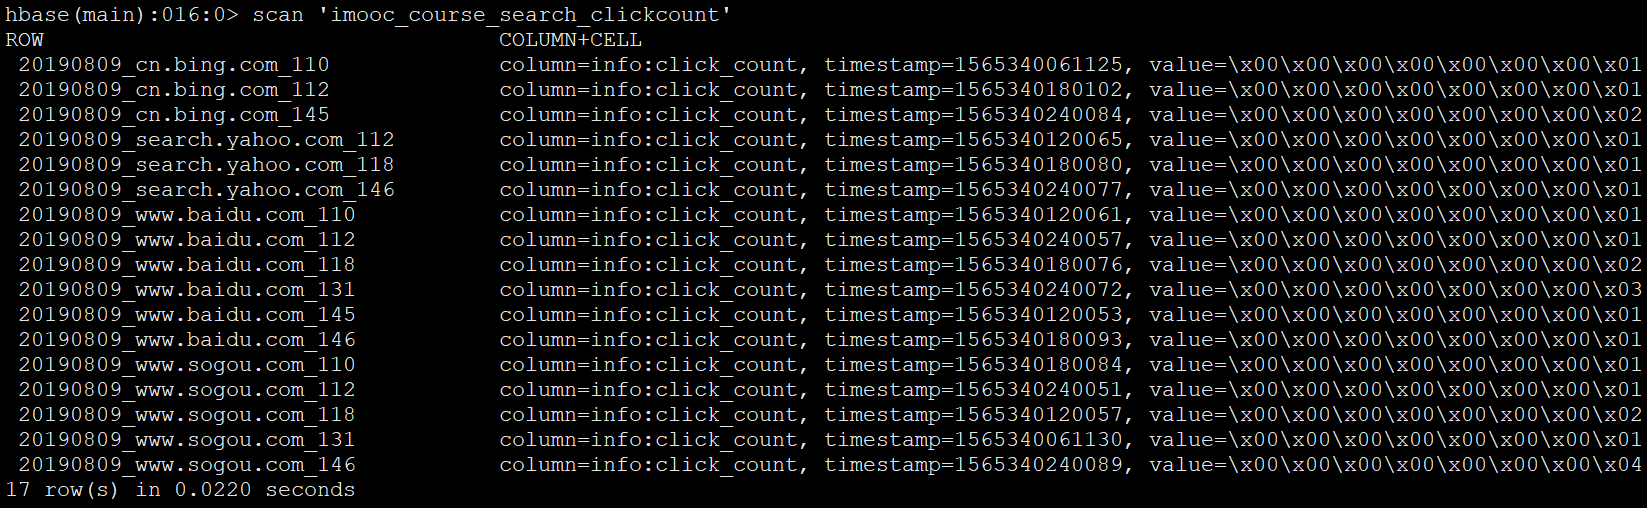 hbase(main):016:0> scan 'imooc_course_search_clickcount'
ROW COLUMN+CELL
20190809_cn.bing.com_110 column=info:click_count, timestamp=1565340061125, value=\x00\x00\x00\x00\x00\x00\x00\x01
20190809_cn.bing.com_112 column=info:click_count, timestamp=1565340180102, value=\x00\x00\x00\x00\x00\x00\x00\x01
20190809_cn.bing.com_145 column=info:click_count, timestamp=1565340240084, value=\x00\x00\x00\x00\x00\x00\x00\x02
20190809_search.yahoo.com_112 column=info:click_count, timestamp=1565340120065, value=\x00\x00\x00\x00\x00\x00\x00\x01
20190809_search.yahoo.com_118 column=info:click_count, timestamp=1565340180080, value=\x00\x00\x00\x00\x00\x00\x00\x01
20190809_search.yahoo.com_146 column=info:click_count, timestamp=1565340240077, value=\x00\x00\x00\x00\x00\x00\x00\x01
20190809_www.baidu.com_110 column=info:click_count, timestamp=1565340120061, value=\x00\x00\x00\x00\x00\x00\x00\x01
20190809_www.baidu.com_112 column=info:click_count, timestamp=1565340240057, value=\x00\x00\x00\x00\x00\x00\x00\x01
20190809_www.baidu.com_118 column=info:click_count, timestamp=1565340180076, value=\x00\x00\x00\x00\x00\x00\x00\x02
20190809_www.baidu.com_131 column=info:click_count, timestamp=1565340240072, value=\x00\x00\x00\x00\x00\x00\x00\x03
20190809_www.baidu.com_145 column=info:click_count, timestamp=1565340120053, value=\x00\x00\x00\x00\x00\x00\x00\x01
20190809_www.baidu.com_146 column=info:click_count, timestamp=1565340180093, value=\x00\x00\x00\x00\x00\x00\x00\x01
20190809_www.sogou.com_110 column=info:click_count, timestamp=1565340180084, value=\x00\x00\x00\x00\x00\x00\x00\x01
20190809_www.sogou.com_112 column=info:click_count, timestamp=1565340240051, value=\x00\x00\x00\x00\x00\x00\x00\x01
20190809_www.sogou.com_118 column=info:click_count, timestamp=1565340120057, value=\x00\x00\x00\x00\x00\x00\x00\x02
20190809_www.sogou.com_131 column=info:click_count, timestamp=1565340061130, value=\x00\x00\x00\x00\x00\x00\x00\x01
20190809_www.sogou.com_146 column=info:click_count, timestamp=1565340240089, value=\x00\x00\x00\x00\x00\x00\x00\x04
17 row(s) in 0.0220 seconds